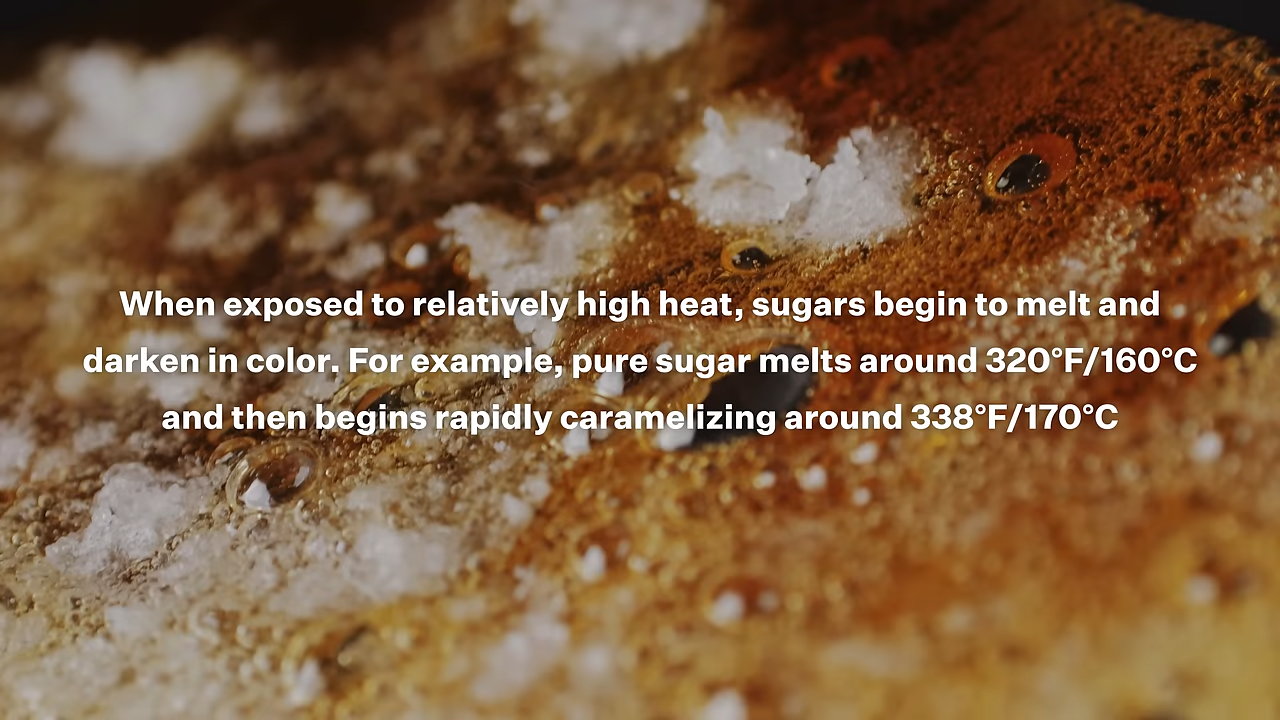 When exposed to relatively high heat, sugars begin to melt and
darken in color. For example, pure sugar melts around 320°F/160°C
and then begins rapidly caramelizing around 338°F/170°C